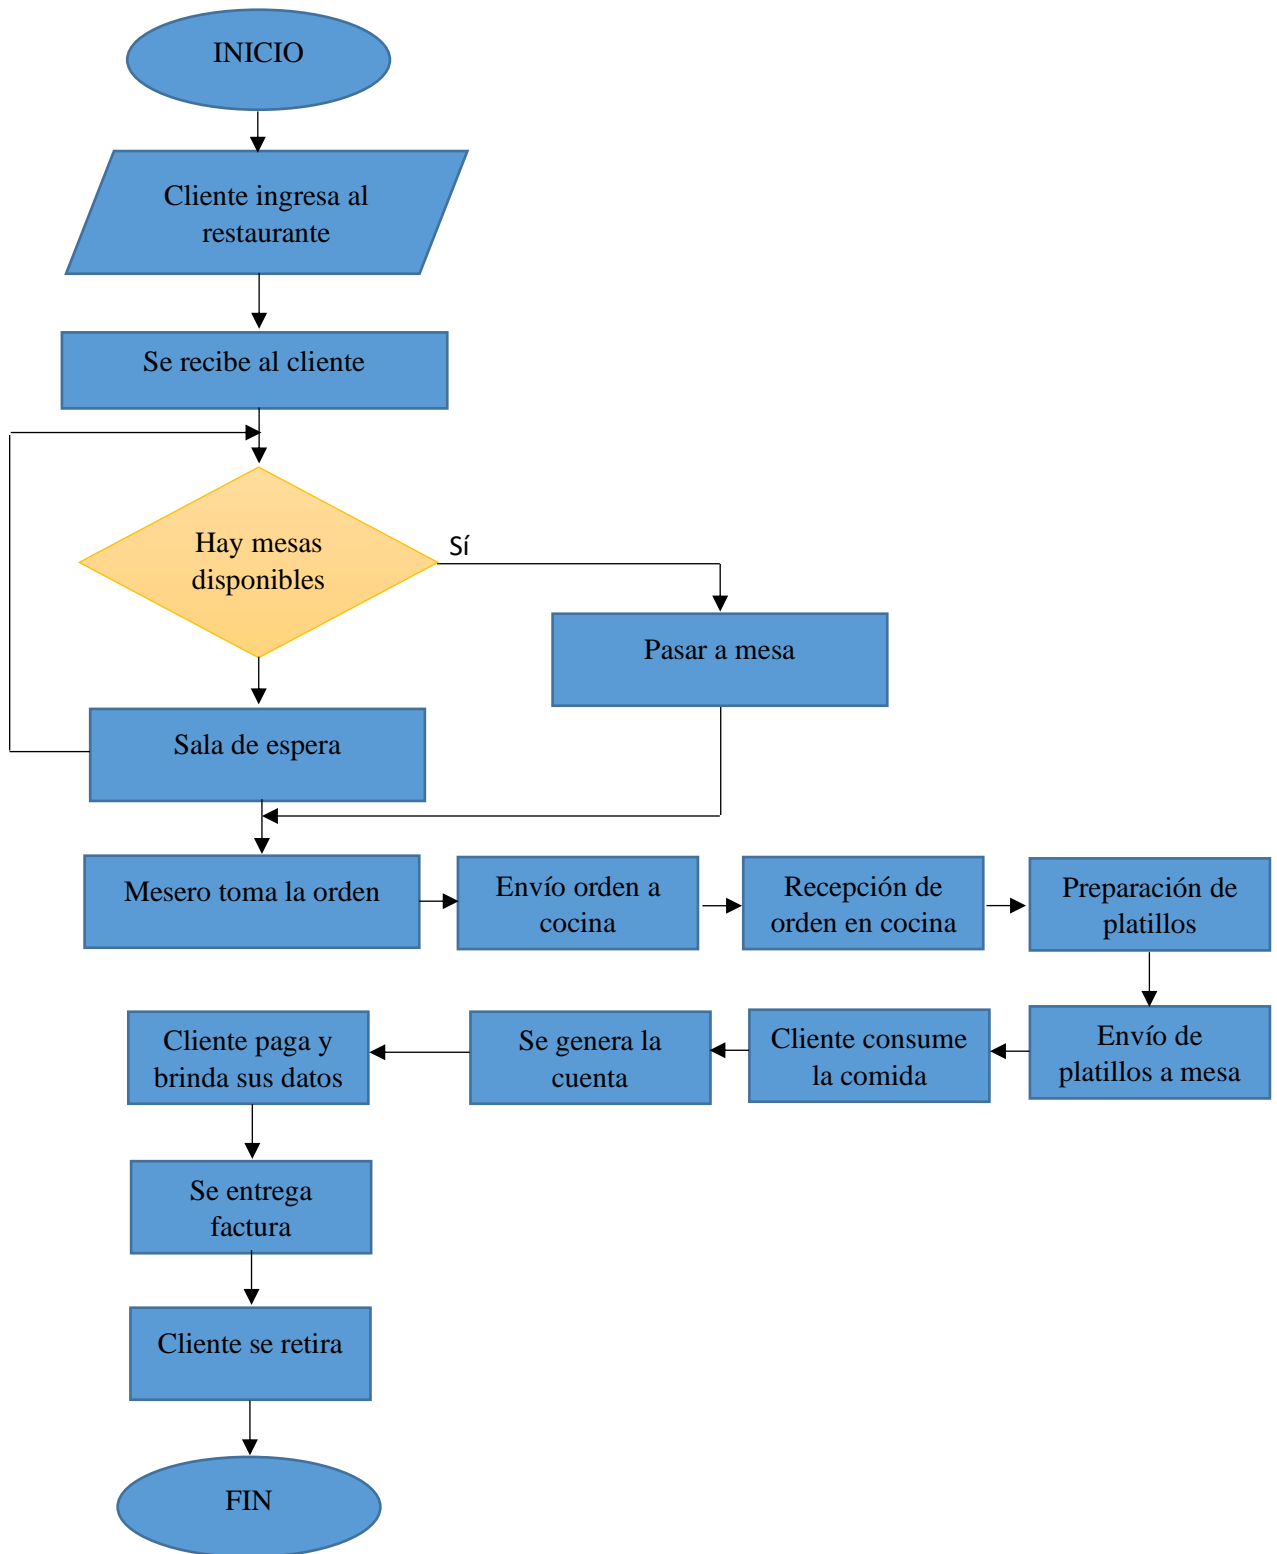 INICIO
Cliente ingresa al
restaurante
Se recibe al cliente
Hay mesas
disponibles
Sí
Pasar a mesa
Sala de espera
Mesero toma la orden
Envío orden a
cocina
Recepción de
orden en cocina
Preparación de
platillos
Envío de
platillos a mesa
Cliente consume
la comida
Se genera la
cuenta
Cliente paga y
brinda sus datos
Se entrega
factura
Cliente se retira
FIN